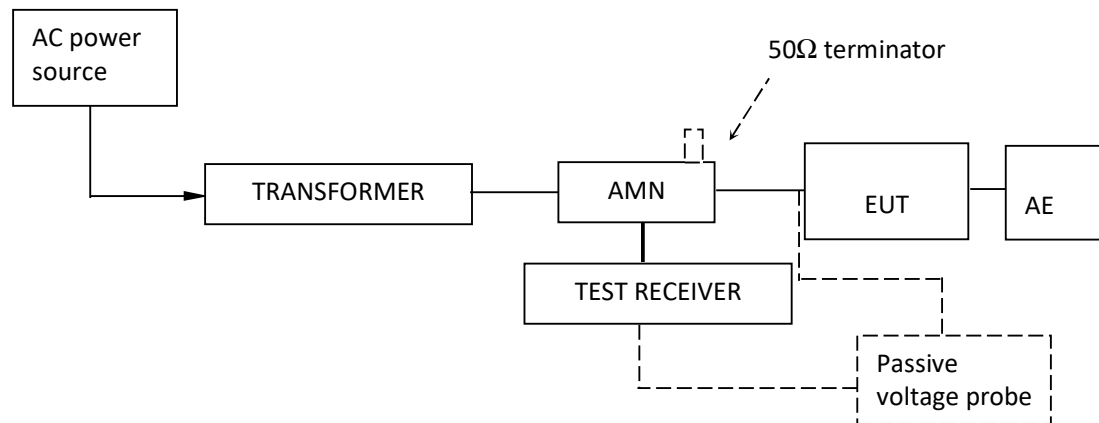 AC power
source
50Ω terminator
TRANSFORMER
AMN
EUT
AE
TEST RECEIVER
Passive
voltage probe